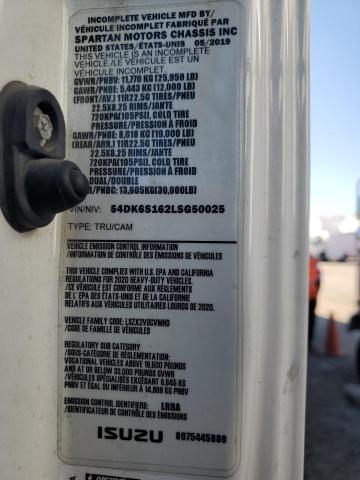 INCOMPLETE VEHICLE MANUFACTURED BY/
VÉHICULE INCOMPLET FABRIQUÉ PAR
SPARTAN MOTORS CHASSIS INC
UNITED STATES/ÉTATS-UNIS 05/2019
THIS VEHICLE IS AN INCOMPLETE
VEHICLE./LE VÉHICULE EST UN
VÉHICULE INCOMPLET.
GVWR/PNBV: 11,770 KG (25,950 LB)
GAWR/PNBE: 5,443 KG (12,000 LB)
(FRONT/AV.) 11R22.5G TIRES/PNEU
22.5X8.25 RIMS/JANTE
720KPA(105PSI), COLD TIRE
PRESSURE/PRESSION À FROID
GAWR/PNBE: 8,618 KG (19,000 LB)
(REAR/ARR.) 11R22.5G TIRES/PNEU
22.5X8.25 RIMS/JANTE
720KPA(105PSI), COLD TIRE
PRESSURE/PRESSION À FROID
DUAL/DOUBLE
/PNBC: 13,605KG(30,000LB)
VIN/NIV: 54DK6S162LSG50025
TYPE: TRU/CAM
VEHICLE EMISSION CONTROL INFORMATION
/INFORMATION DE CONTRÔLE DES ÉMISSIONS DE VÉHICULES
THIS VEHICLE COMPLIES WITH U.S. EPA AND CALIFORNIA
REGULATIONS FOR 2020 HEAVY-DUTY VEHICLES.
/CE VÉHICULE EST CONFORME AUX RÈGLEMENTS
DE L' EPA DES ÉTATS-UNIS ET DE LA CALIFORNIE
RELATIFS AUX VÉHICULES UTILITAIRES LOURDS DE 2020.
VEHICLE FAMILY CODE: LSZX2VOCVMHD
/CODE DE FAMILLE DE VÉHICULES
REGULATORY SUB CATEGORY
/SOUS-CATÉGORIE DE RÉGLEMENTATION;
VOCATIONAL VEHICLES ABOVE 19,500 POUNDS
AND AT OR BELOW 33,000 POUNDS GVWR
/VÉHICULES SPÉCIALISÉS EXCÉDANT 8,845 KG
PNBV ET ÉGAL OU INFÉRIEUR À 14,969 KG PNBV
EMISSION CONTROL IDENTIFIERS LRRA
/IDENTIFICATEURS DE CONTRÔLE DES ÉMISSIONS
ISUZU 8975445880